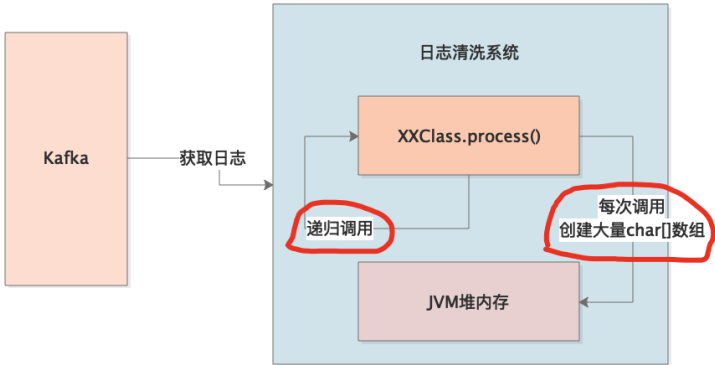 日志清洗系统
Kafka
获取日志
XXClass.process()
递归调用
每次调用
创建大量char[]数组
JVM堆内存